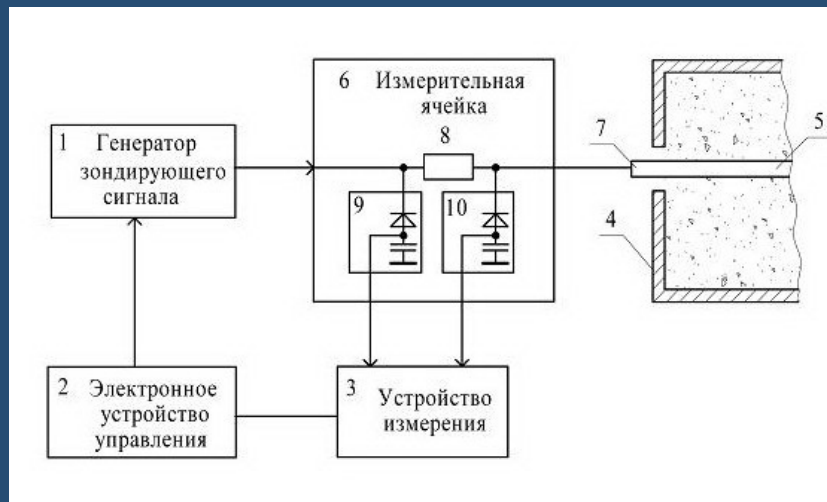 6 Измерительная
ячейка
8
1 Генератор
зондирующего
сигнала
7
5
9
10
4
2 Электронное
устройство
управления
3 Устройство
измерения